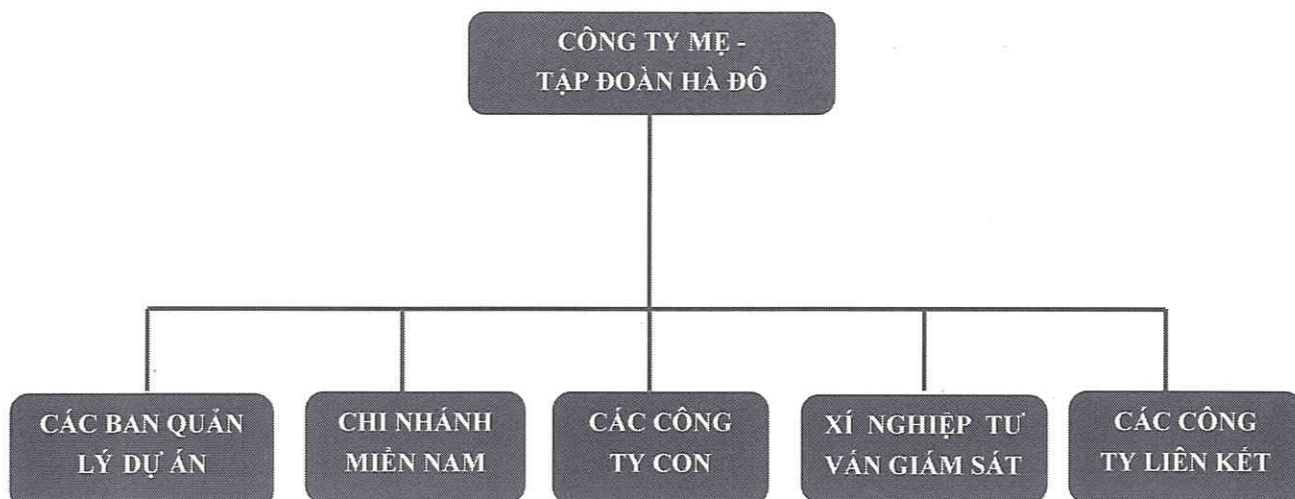 CÔNG TY MẸ -
TẬP ĐOÀN HÀ ĐÔ
CÁC BAN QUẢN
LÝ DỰ ÁN
CHI NHÁNH
MIỀN NAM
CÁC CÔNG
TY CON
XÍ NGHIỆP TƯ
VẤN GIÁM SÁT
CÁC CÔNG
TY LIÊN KẾT